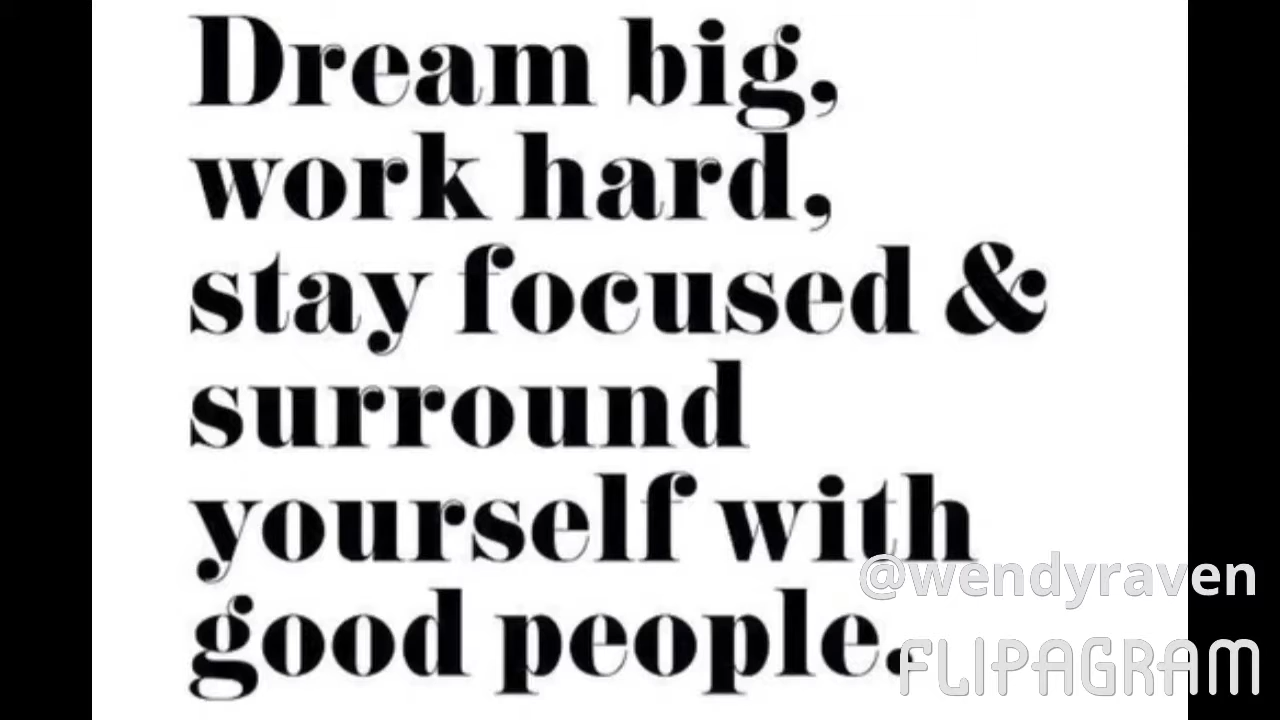 Dream big,
work hard,
stay focused &
surround
yourself with
good people.
@wendyraven
FLIPAGRAM